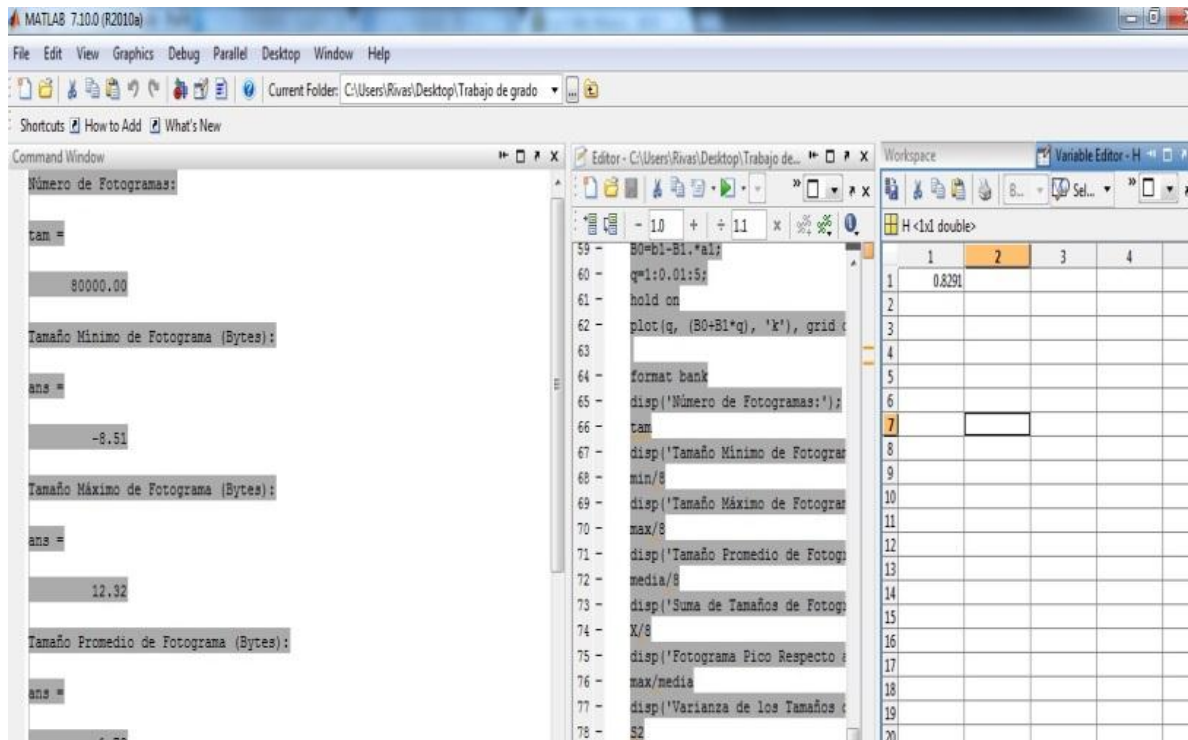 MATLAB 7.10.0 (R2010a)
File Edit View Graphics Debug Parallel Desktop Window Help
Current Folder: C:\Users\Rivas\Desktop\Trabajo de grado
Shortcuts How to Add What's New
Command Window
Número de Fotogramas:
tam =
80000.00
Tamaño Mínimo de Fotograma (Bytes):
ans =
-8.51
Tamaño Máximo de Fotograma (Bytes):
ans =
12.32
Tamaño Promedio de Fotograma (Bytes):
ans =
Editor - C:\Users\Rivas\Desktop\Trabajo de...
- 1.0 + ÷ 1.1 ×
59 - B0=b1-B1.*a1;
60 - q=1:0.01:5;
61 - hold on
62 - plot(q, (B0+B1*q), 'k'), grid
63
64 - format bank
65 - disp('Número de Fotogramas:');
66 - tam
67 - disp('Tamaño Mínimo de Fotogram
68 - min/8
69 - disp('Tamaño Máximo de Fotogram
70 - max/8
71 - disp('Tamaño Promedio de Fotog
72 - media/8
73 - disp('Suma de Tamaños de Fotog
74 - X/8
75 - disp('Fotograma Pico Respecto a
76 - max/media
77 - disp('Varianza de los Tamaños
78 - S2
Workspace
Variable Editor - H
B... Sel...
H <1x1 double>
1 2 3 4
1 0.8291
2
3
4
5
6
7
8
9
10
11
12
13
14
15
16
17
18
19
20